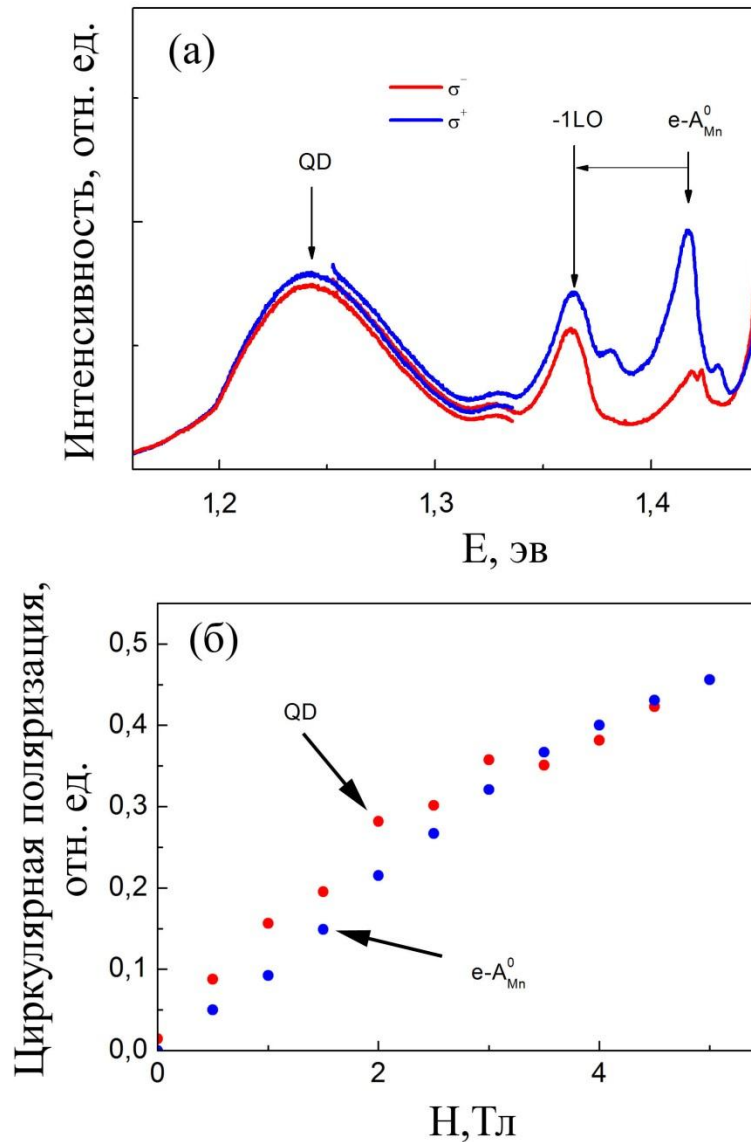 (а)
Интенсивность, отн. ед.
σ⁻
σ⁺
QD
-1LO
e-A⁰Mn
1,2
1,3
1,4
Е, эв
(б)
Циркулярная поляризация,
отн. ед.
0,5
0,4
0,3
0,2
0,1
0,0
QD
e-A⁰Mn
0
2
4
Н,Тл